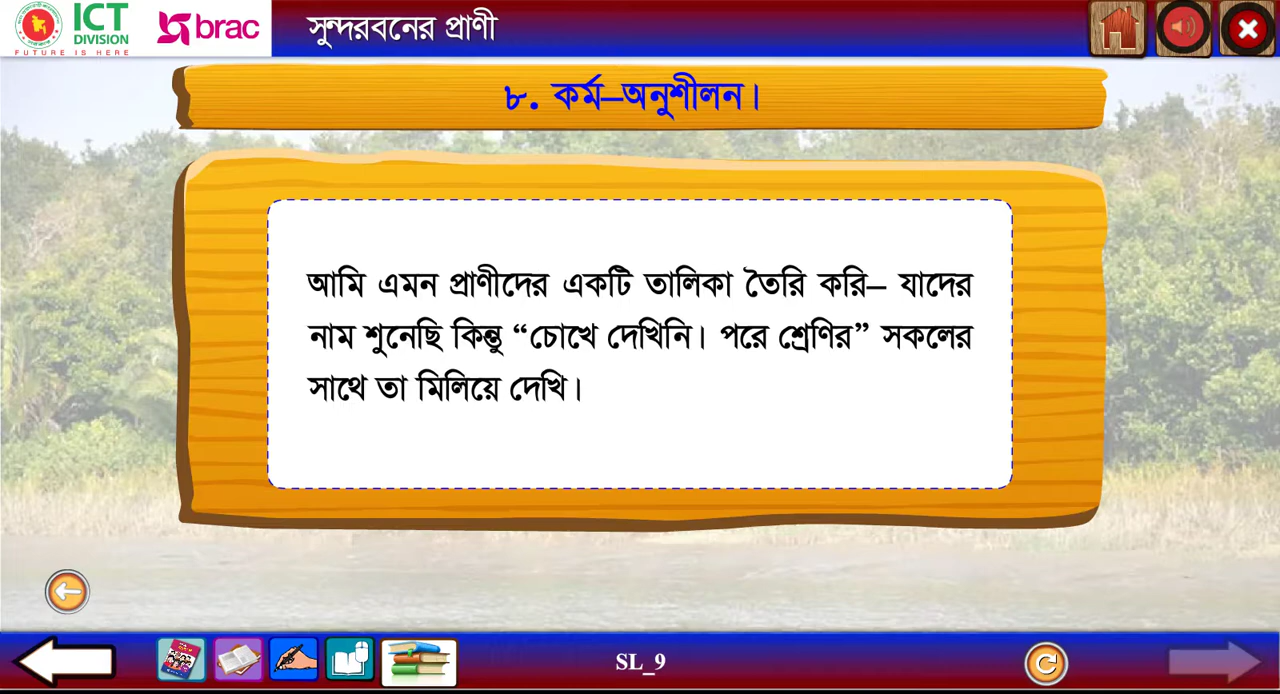 ICT
DIVISION
FUTURE IS HERE
brac
সুন্দরবনের প্রাণী
৮. কর্ম–অনুশীলন।
আমি এমন প্রাণীদের একটি তালিকা তৈরি করি– যাদের
নাম শুনেছি কিন্তু “চোখে দেখিনি। পরে শ্রেণির” সকলের
সাথে তা মিলিয়ে দেখি।
SL_9